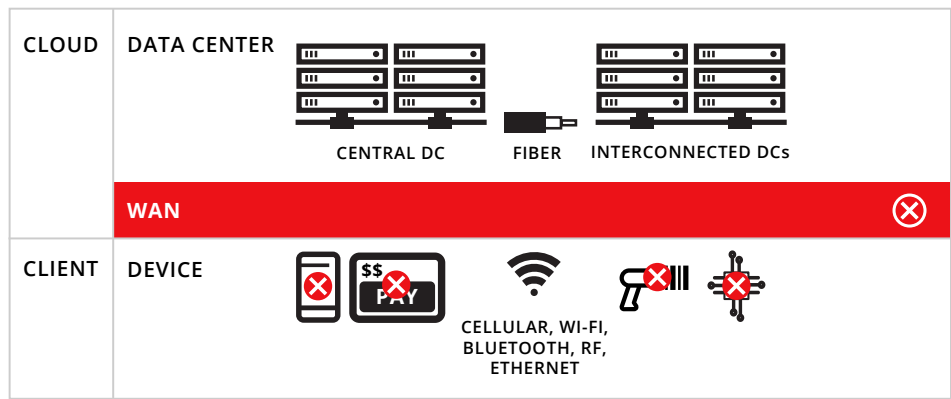 CLOUD
DATA CENTER
CENTRAL DC
FIBER
INTERCONNECTED DCs
WAN
CLIENT
DEVICE
$$
PAY
CELLULAR, WI-FI,
BLUETOOTH, RF,
ETHERNET